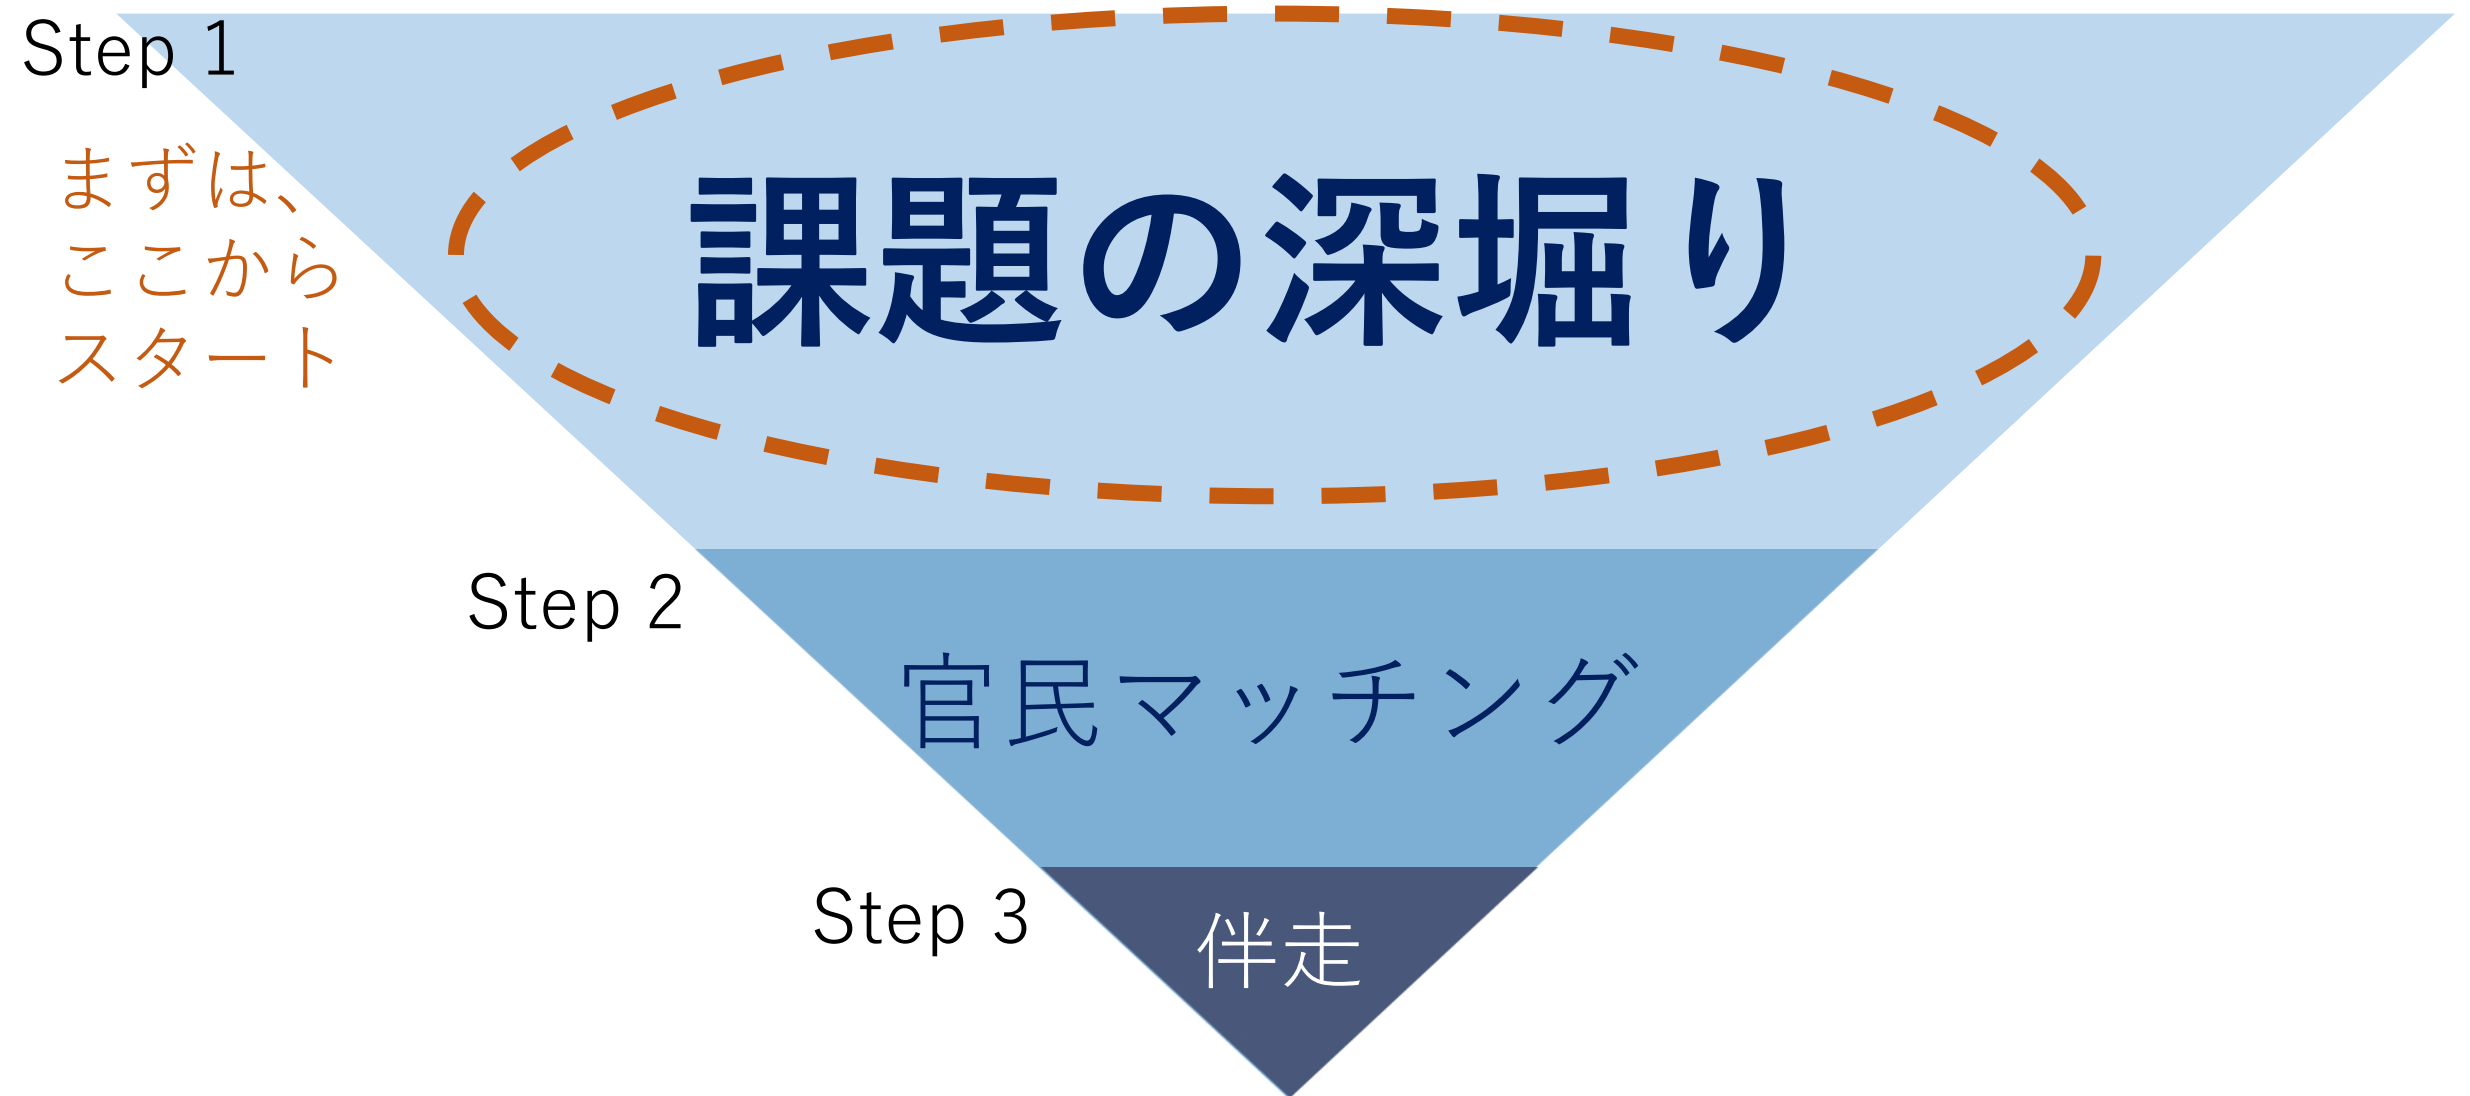 Step 1
まずは、
ここから
スタート
課題の深堀り
Step 2
官民マッチング
Step 3
伴走